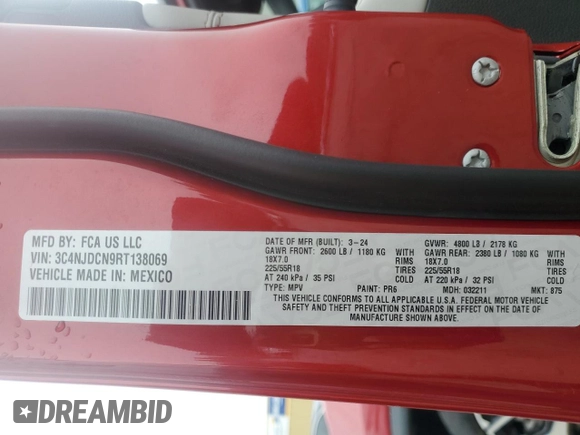 MFD BY: FCA US LLC
VIN: 3C4NJDCN9RT138069
VEHICLE MADE IN: MEXICO
DATE OF MFR (BUILT): 3-24 GVWR: 4800 L3 / 2178 KG
GAWR FRONT: 2600 LB / 1180 KG GAWR REAR: 2380 LB / 1080 KG
18X7.0 RIMS 18X7.0 RIMS
225/55R18 TIRES 225/55R18 TIRES
AT 240 kPa / 35 PSI COLD AT 220 kPa / 32 PSI COLD
TYPE: MPV PAINT: PR6 MDH: 032211 MKT: 875
THIS VEHICLE CONFORMS TO ALL APPLICABLE U.S.A. FEDERAL MOTOR VEHICLE
SAFETY AND THEFT PREVENTION STANDARDS IN EFFECT ON THE DATE OF
MANUFACTURE SHOWN ABOVE.
DREAMBID